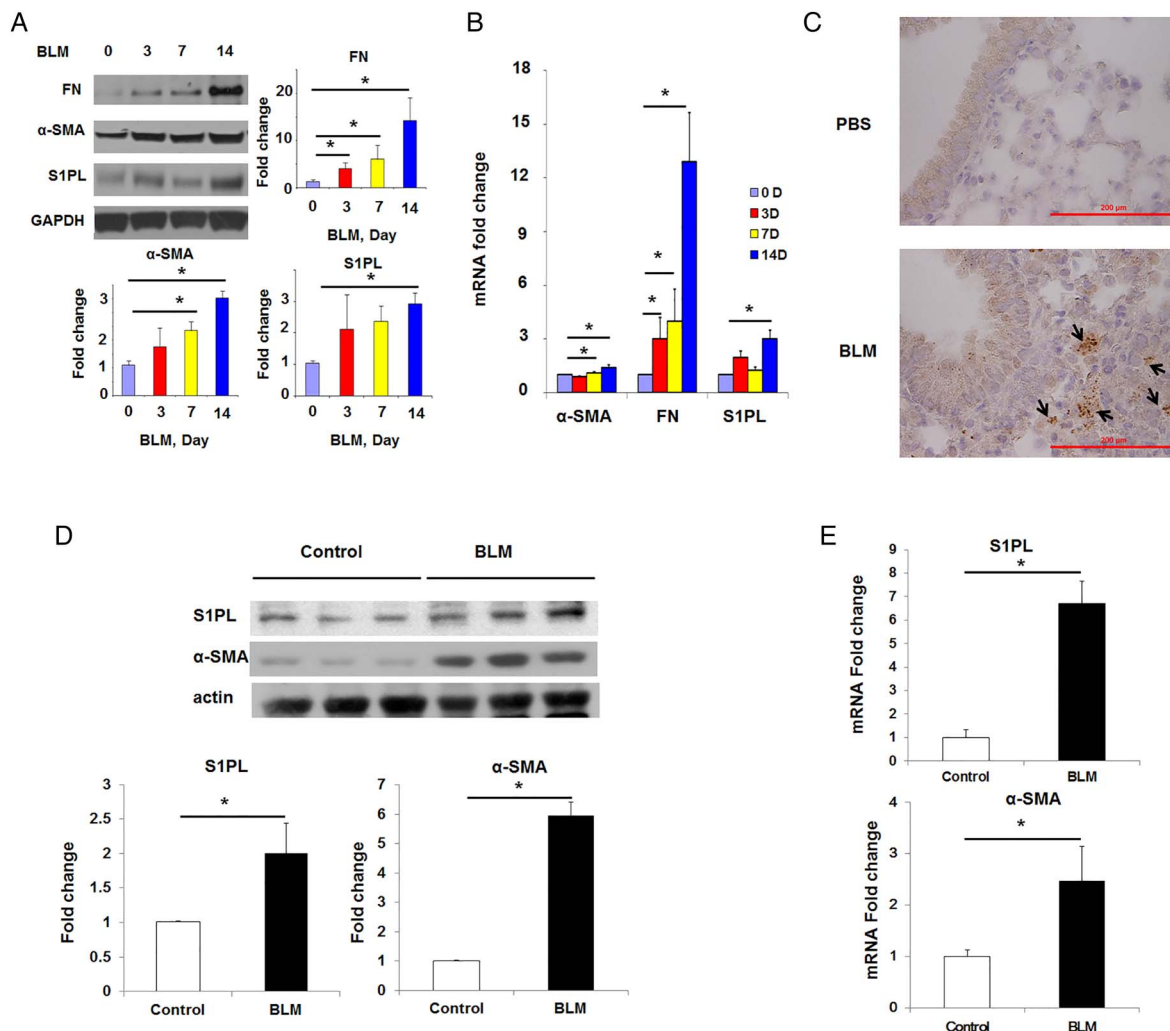 A
BLM 0 3 7 14
FN
α-SMA
S1PL
GAPDH
FN
Fold change
20
10
0
*
*
*
0 3 7 14
BLM, Day
α-SMA
Fold change
3
2
1
0
*
*
0 3 7 14
BLM, Day
S1PL
Fold change
3
2
1
0
*
0 3 7 14
BLM, Day
B
mRNA fold change
18
15
12
9
6
3
0
*
*
*
*
*
*
0 D
3D
7D
14D
α-SMA FN S1PL
C
PBS
200 µm
BLM
200 µm
D
Control BLM
S1PL
α-SMA
actin
S1PL
Fold change
3
2.5
2
1.5
1
0.5
0
*
Control BLM
α-SMA
Fold change
7
6
5
4
3
2
1
0
*
Control BLM
E
S1PL
mRNA Fold change
9
8
7
6
5
4
3
2
1
0
*
Control BLM
α-SMA
mRNA Fold change
4
3
2
1
0
*
Control BLM